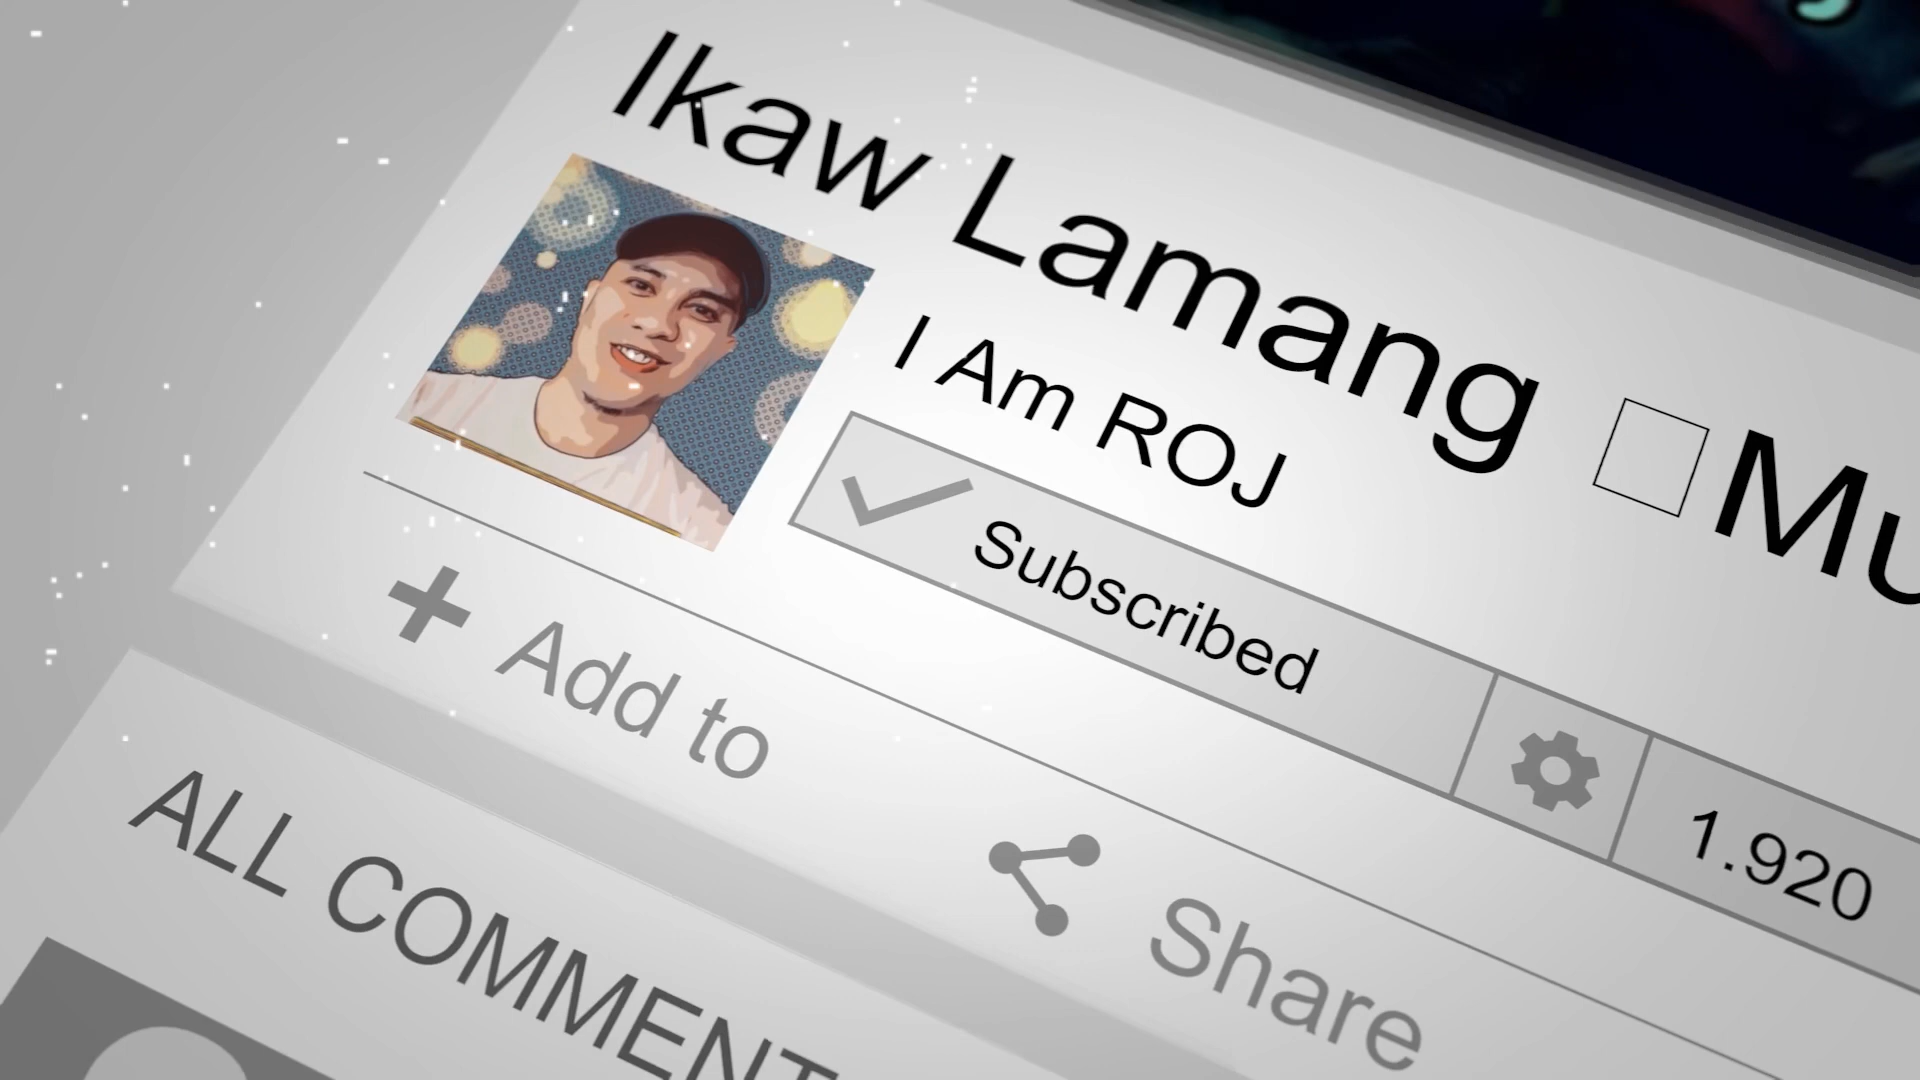 Ikaw Lamang □Mu
I Am ROJ
Subscribed
1.920
Add to
Share
ALL COMMENT